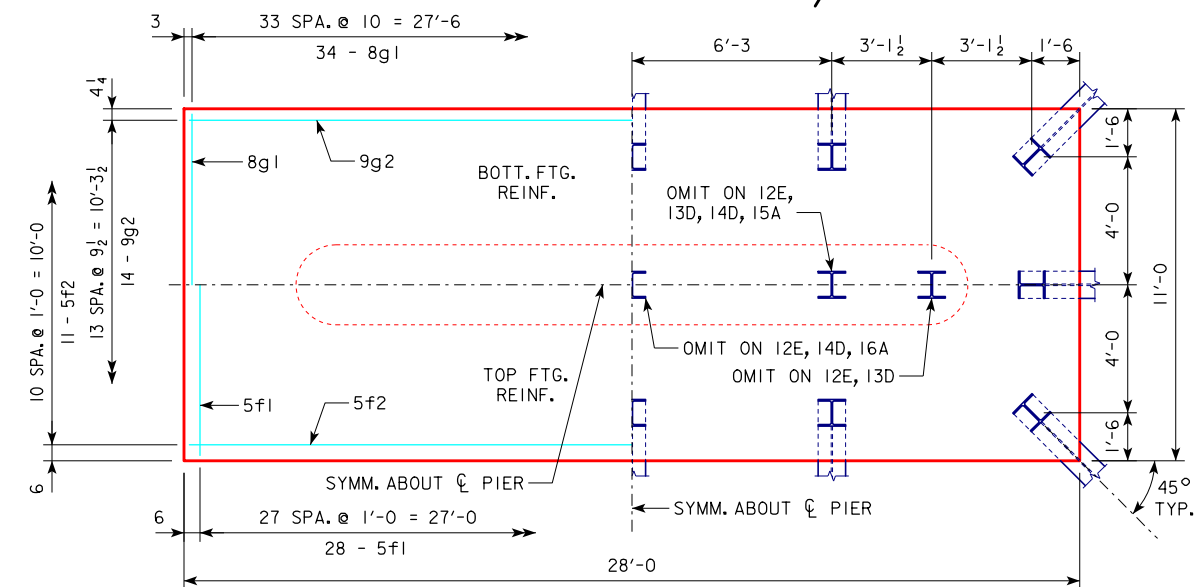 3
33 SPA. @ 10 = 27'-6
34 - 8g1
6'-3
3'-1½
3'-1½
1'-6
4¼
8g1
9g2
BOTT. FTG.
REINF.
OMIT ON 12E,
13D, 14D, 15A
1'-6
4'-0
4'-0
1'-6
11'-0
10 SPA. @ 1'-0 = 10'-0
11 - 5f2
13 SPA. @ 9½ = 10'-3½
14 - 9g2
OMIT ON 12E, 14D, 16A
OMIT ON 12E, 13D
TOP FTG.
REINF.
5f1
5f2
6
SYMM. ABOUT ℄ PIER
SYMM. ABOUT ℄ PIER
45°
TYP.
6
27 SPA. @ 1'-0 = 27'-0
28 - 5f1
28'-0